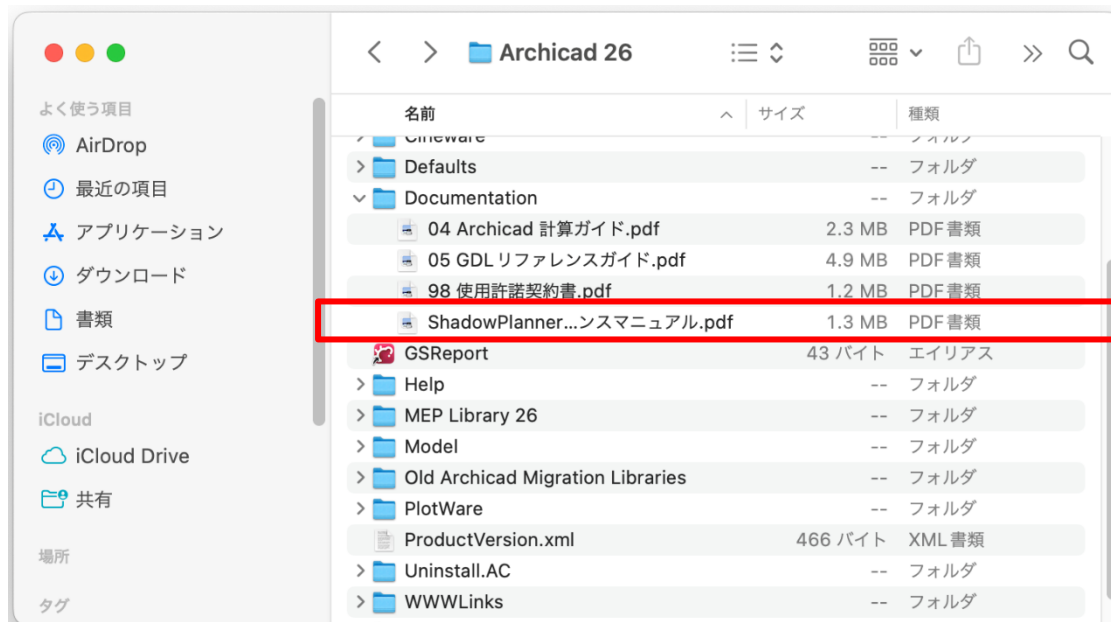 Archicad 26
よく使う項目
AirDrop
最近の項目
アプリケーション
ダウンロード
書類
デスクトップ
iCloud
iCloud Drive
共有
場所
タグ
名前 サイズ 種類
Cineware -- フォルダ
Defaults -- フォルダ
Documentation -- フォルダ
04 Archicad 計算ガイド.pdf 2.3 MB PDF書類
05 GDLリファレンスガイド.pdf 4.9 MB PDF書類
98 使用許諾契約書.pdf 1.2 MB PDF書類
ShadowPlanner...ンスマニュアル.pdf 1.3 MB PDF書類
GSReport 43 バイト エイリアス
Help -- フォルダ
MEP Library 26 -- フォルダ
Model -- フォルダ
Old Archicad Migration Libraries -- フォルダ
PlotWare -- フォルダ
ProductVersion.xml 466 バイト XML書類
Uninstall.AC -- フォルダ
WWWLinks -- フォルダ